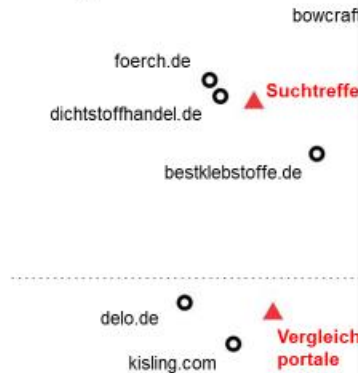 bowcraf
foerch.de
Suchtreffe
dichtstoffhandel.de
bestklebstoffe.de
delo.de
Vergleich
portale
kisling.com